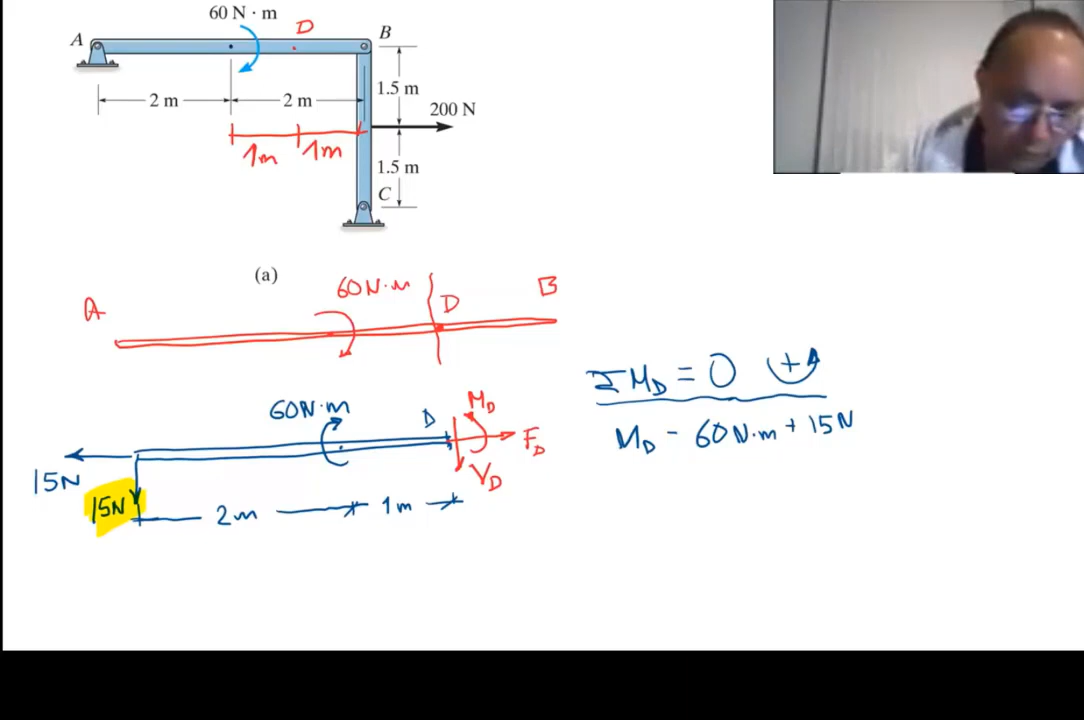 60 N · m
D
A
B
2 m
2 m
1.5 m
200 N
1m
1m
1.5 m
C
(a)
60N·m
A
D
B
ΣM_D = 0 +
60N·m
D
M_D
F_D
M_D - 60N·m + 15N
15N
V_D
15N
2m
1m